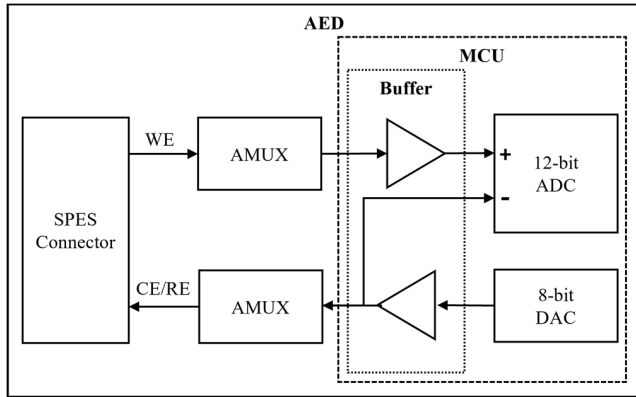 AED
MCU
Buffer
WE
AMUX
+
12-bit
ADC
-
SPES
Connector
CE/RE
AMUX
8-bit
DAC